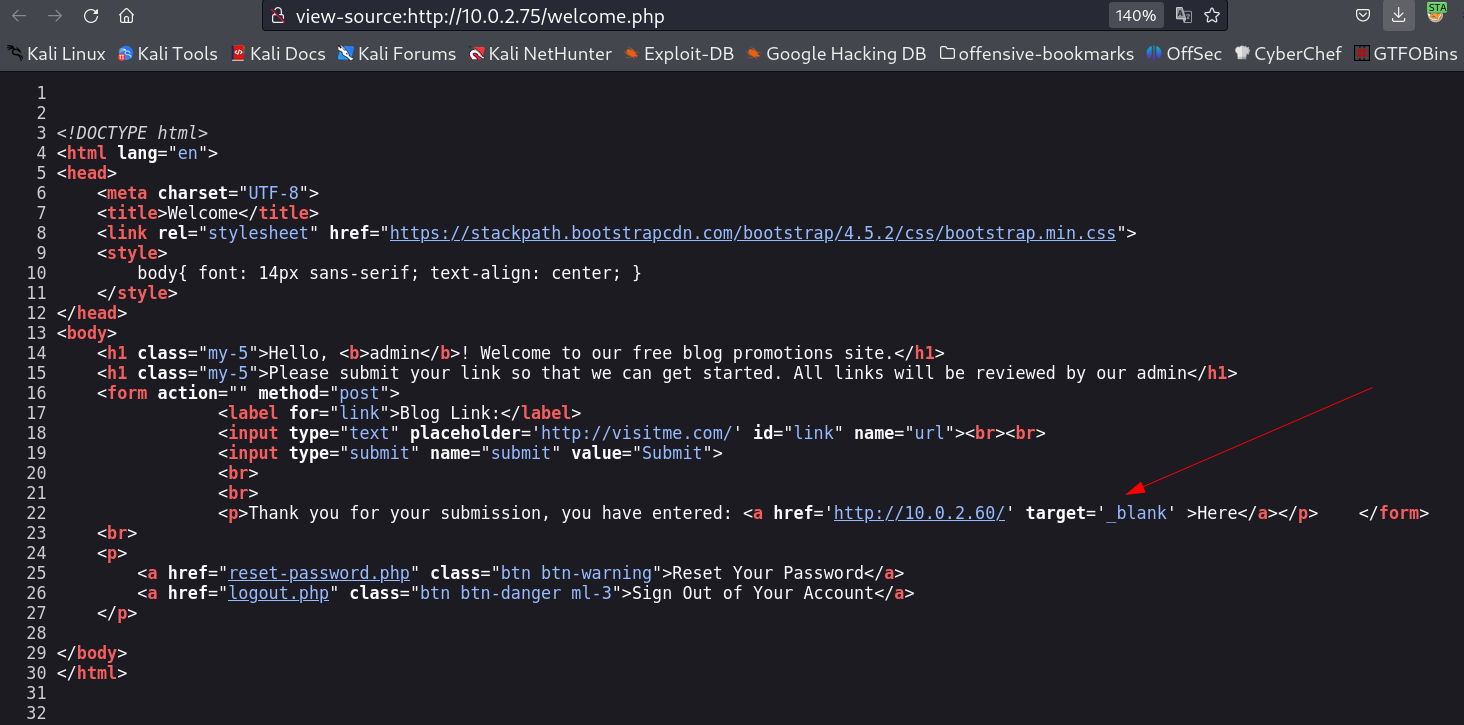 view-source:http://10.0.2.75/welcome.php 140% STA
Kali Linux Kali Tools Kali Docs Kali Forums Kali NetHunter Exploit-DB Google Hacking DB offensive-bookmarks OffSec CyberChef GTFOBins
1
2
3 <!DOCTYPE html>
4 <html lang="en">
5 <head>
6     <meta charset="UTF-8">
7     <title>Welcome</title>
8     <link rel="stylesheet" href="https://stackpath.bootstrapcdn.com/bootstrap/4.5.2/css/bootstrap.min.css">
9     <style>
10         body{ font: 14px sans-serif; text-align: center; }
11     </style>
12 </head>
13 <body>
14     <h1 class="my-5">Hello, <b>admin</b>! Welcome to our free blog promotions site.</h1>
15     <h1 class="my-5">Please submit your link so that we can get started. All links will be reviewed by our admin</h1>
16     <form action="" method="post">
17                 <label for="link">Blog Link:</label>
18                 <input type="text" placeholder='http://visitme.com/' id="link" name="url"><br><br>
19                 <input type="submit" name="submit" value="Submit">
20                 <br>
21                 <br>
22                 <p>Thank you for your submission, you have entered: <a href='http://10.0.2.60/' target='_blank' >Here</a></p>    </form>
23     <br>
24     <p>
25         <a href="reset-password.php" class="btn btn-warning">Reset Your Password</a>
26         <a href="logout.php" class="btn btn-danger ml-3">Sign Out of Your Account</a>
27     </p>
28
29 </body>
30 </html>
31
32